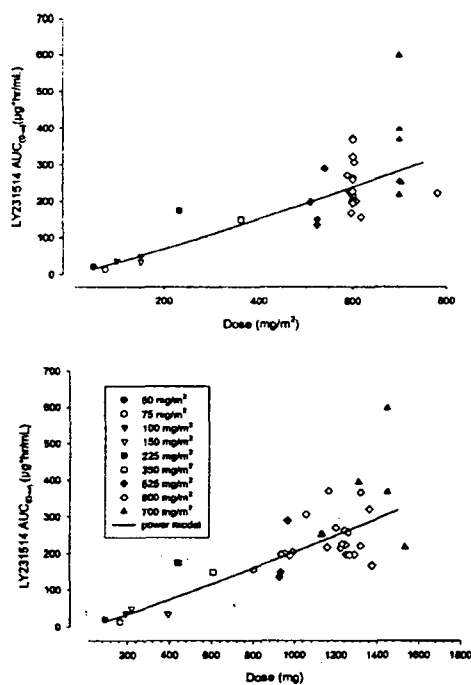 700
600
500
400
300
200
100
0
LY231514 AUC(0-∞)(μg*hr/mL)
200
400
600
800
Dose (mg/m²)
700
600
500
400
300
200
100
0
LY231514 AUC(0-∞)(μg*hr/mL)
50 mg/m²
75 mg/m²
100 mg/m²
150 mg/m²
225 mg/m²
350 mg/m²
525 mg/m²
600 mg/m²
700 mg/m²
power model
200
400
600
800
1000
1200
1400
1600
1800
Dose (mg)